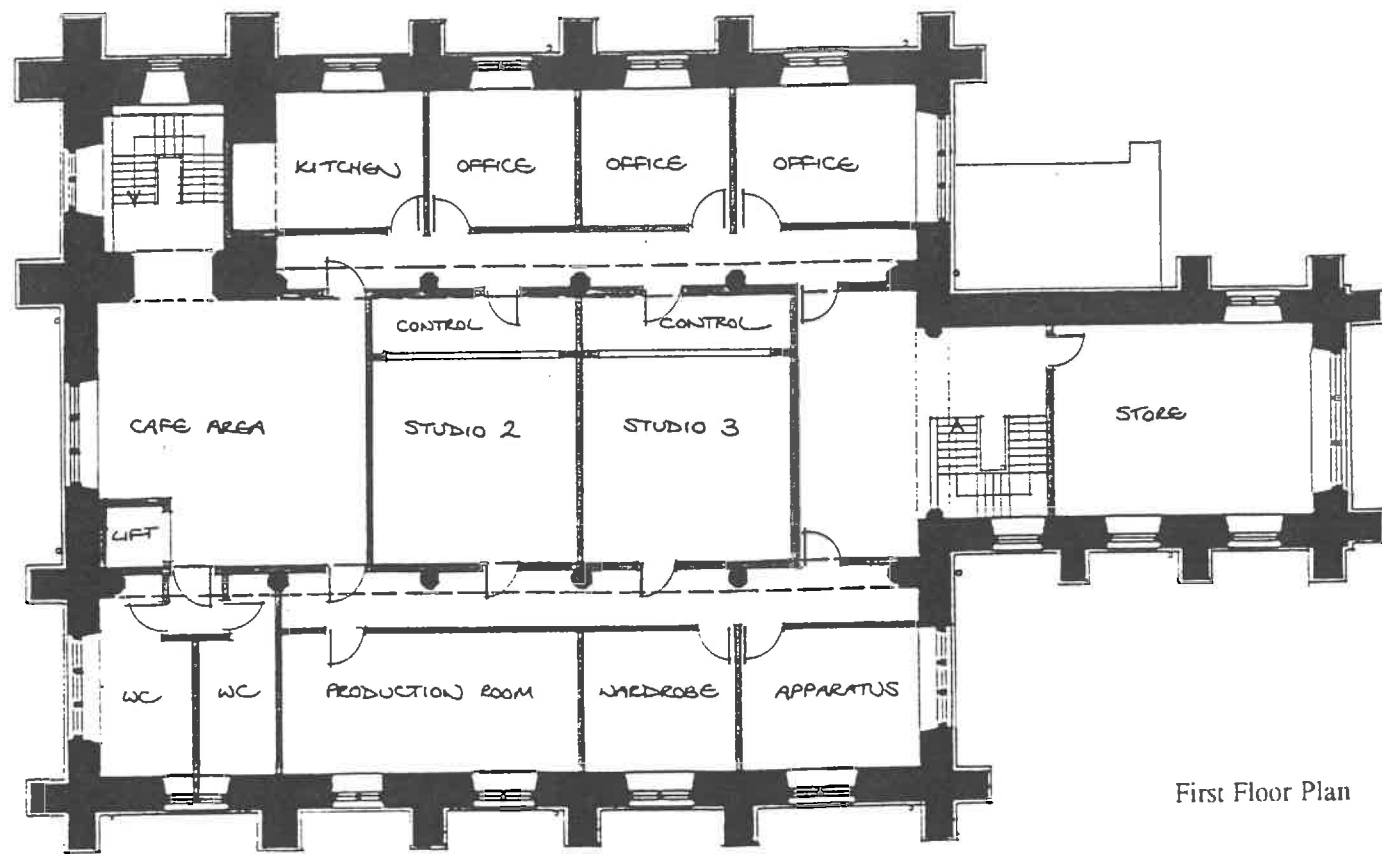 KITCHEN
OFFICE
OFFICE
OFFICE
CONTROL
CONTROL
CAFE AREA
STUDIO 2
STUDIO 3
STORE
LIFT
WC
WC
PRODUCTION ROOM
WARDROBE
APPARATUS
First Floor Plan